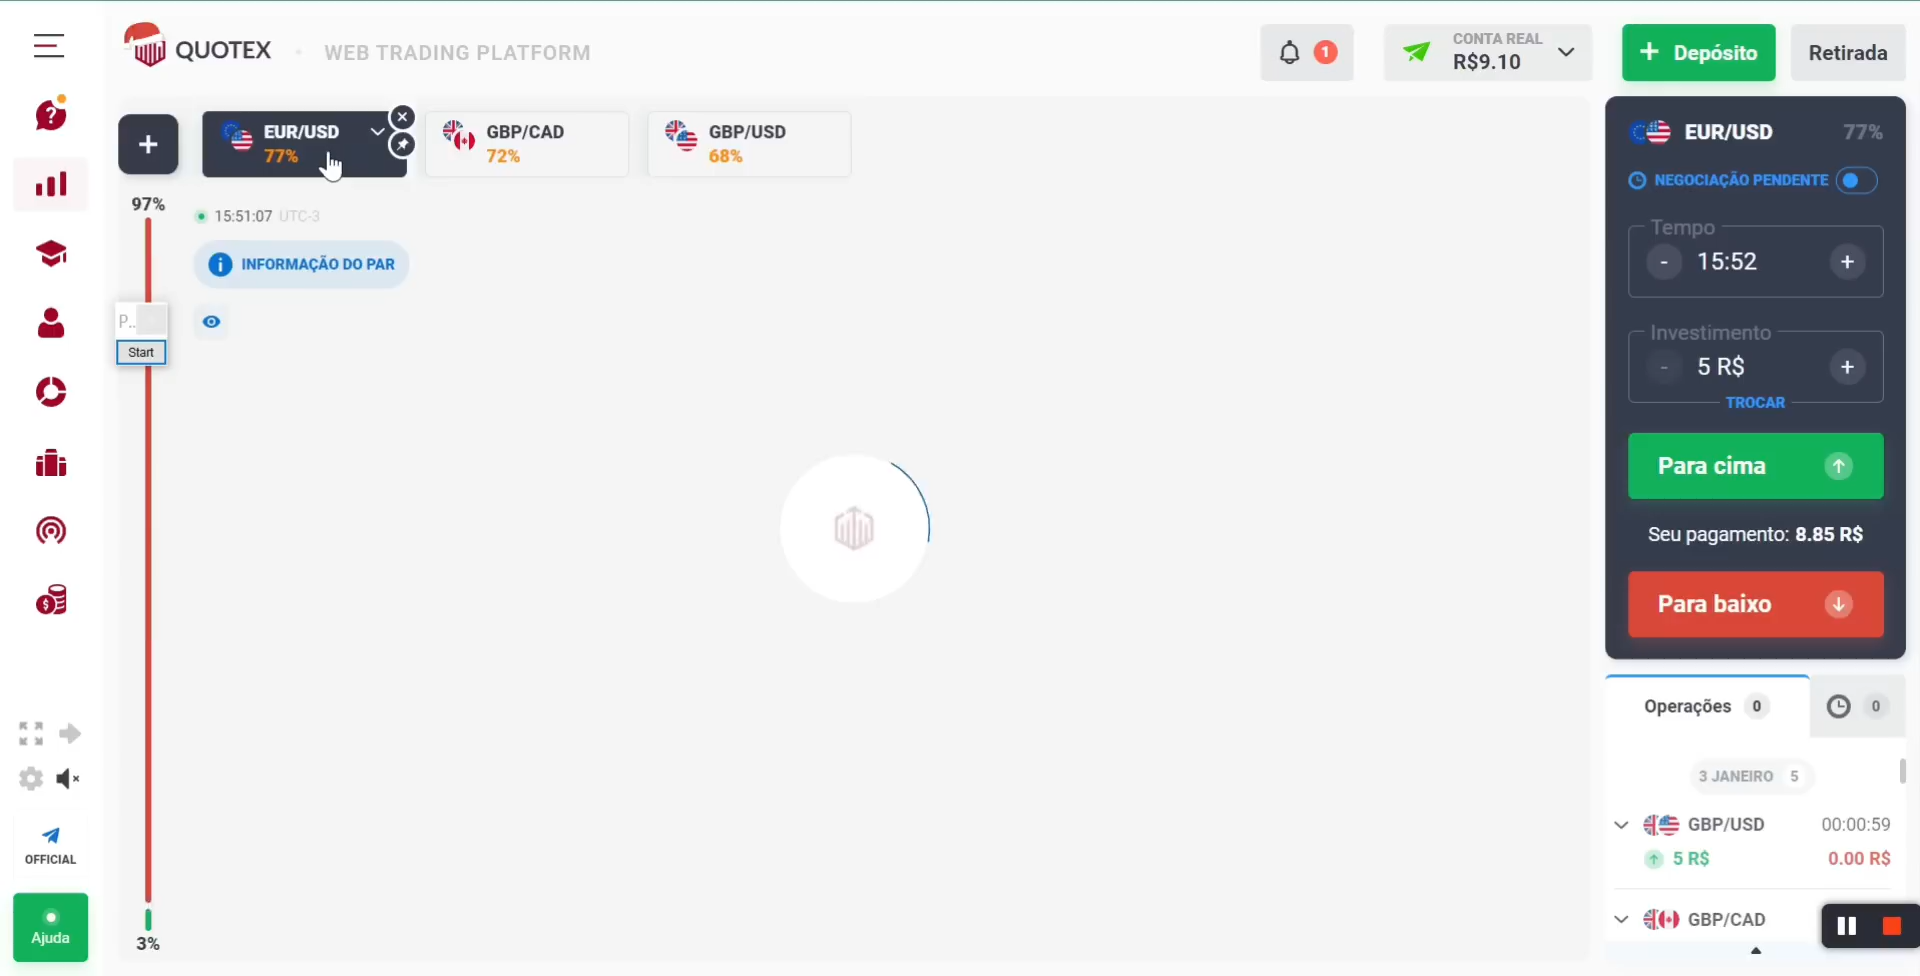 QUOTEX
WEB TRADING PLATFORM
1
CONTA REAL
R$9.10
+ Depósito
Retirada
+
EUR/USD
77%
GBP/CAD
72%
GBP/USD
68%
97%
15:51:07 UTC-3
INFORMAÇÃO DO PAR
P..
Start
3%
OFFICIAL
Ajuda
EUR/USD 77%
NEGOCIAÇÃO PENDENTE
Tempo
- 15:52 +
Investimento
- 5 R$ +
TROCAR
Para cima
Seu pagamento: 8.85 R$
Para baixo
Operações 0
0
3 JANEIRO 5
GBP/USD 00:00:59
5 R$ 0.00 R$
GBP/CAD